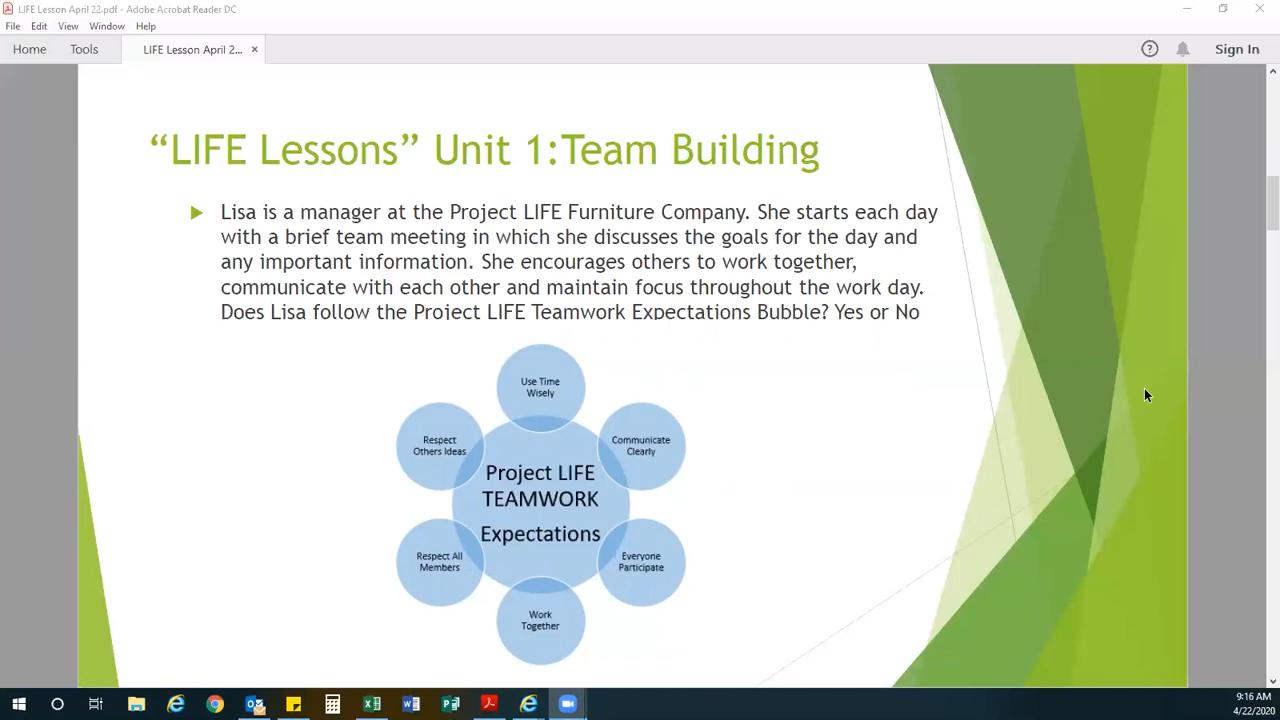 LIFE Lesson April 22.pdf - Adobe Acrobat Reader DC
File Edit View Window Help
Home Tools LIFE Lesson April 2... × Sign In
“LIFE Lessons” Unit 1:Team Building
Lisa is a manager at the Project LIFE Furniture Company. She starts each day
with a brief team meeting in which she discusses the goals for the day and
any important information. She encourages others to work together,
communicate with each other and maintain focus throughout the work day.
Does Lisa follow the Project LIFE Teamwork Expectations Bubble? Yes or No
Use Time
Wisely
Respect
Others Ideas
Communicate
Clearly
Project LIFE
TEAMWORK
Expectations
Respect All
Members
Everyone
Participate
Work
Together
9:16 AM
4/22/2020